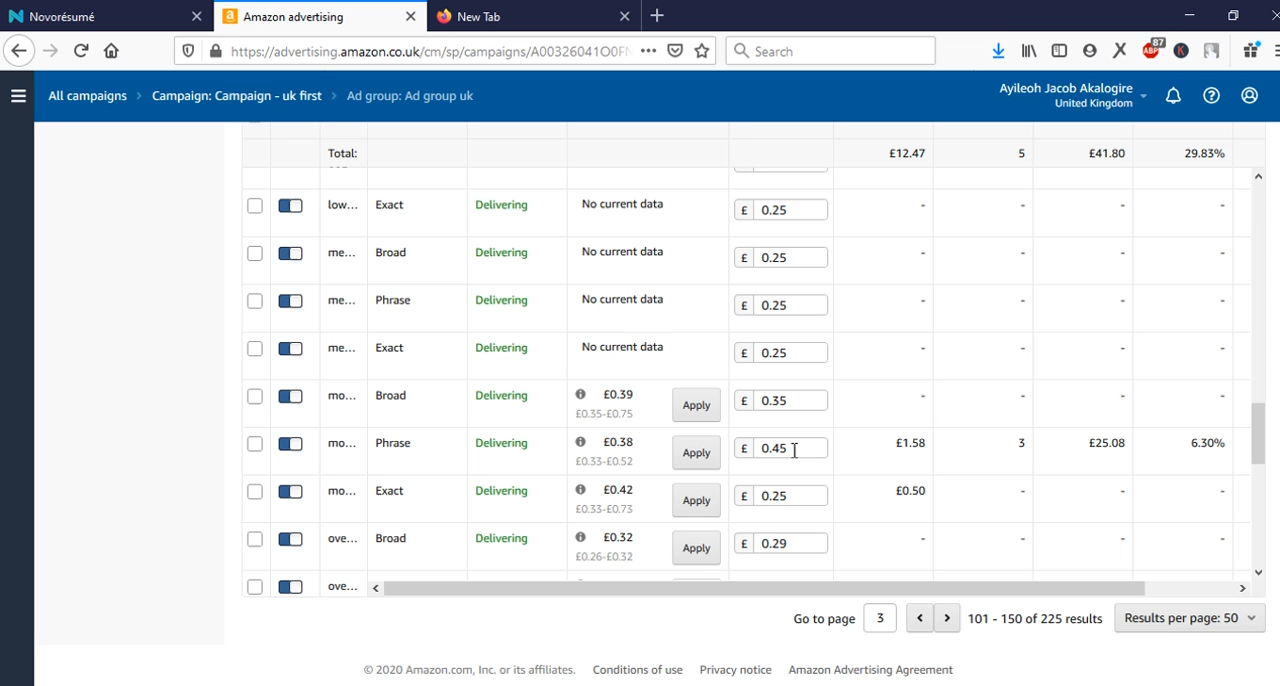 Novorésumé
Amazon advertising
New Tab
https://advertising.amazon.co.uk/cm/sp/campaigns/A00326041O0FN
Search
87
ABP
K
All campaigns > Campaign: Campaign - uk first > Ad group: Ad group uk
Ayileoh Jacob Akalogire
United Kingdom
Total: £12.47 5 £41.80 29.83%
low... Exact Delivering No current data £ 0.25 - - - -
me... Broad Delivering No current data £ 0.25 - - - -
me... Phrase Delivering No current data £ 0.25 - - - -
me... Exact Delivering No current data £ 0.25 - - - -
mo... Broad Delivering £0.39 Apply £ 0.35 - - - -
£0.35-£0.75
mo... Phrase Delivering £0.38 Apply £ 0.45 £1.58 3 £25.08 6.30%
£0.33-£0.52
mo... Exact Delivering £0.42 Apply £ 0.25 £0.50 - - -
£0.33-£0.73
ove... Broad Delivering £0.32 Apply £ 0.29 - - - -
£0.26-£0.32
ove...
Go to page 3 101 - 150 of 225 results Results per page: 50
© 2020 Amazon.com, Inc. or its affiliates. Conditions of use Privacy notice Amazon Advertising Agreement